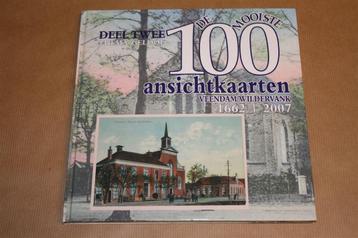 DEEL TWEE
DE MOOISTE
100
ansichtkaarten
VEENDAM WILDERVANK
1662 - 2007